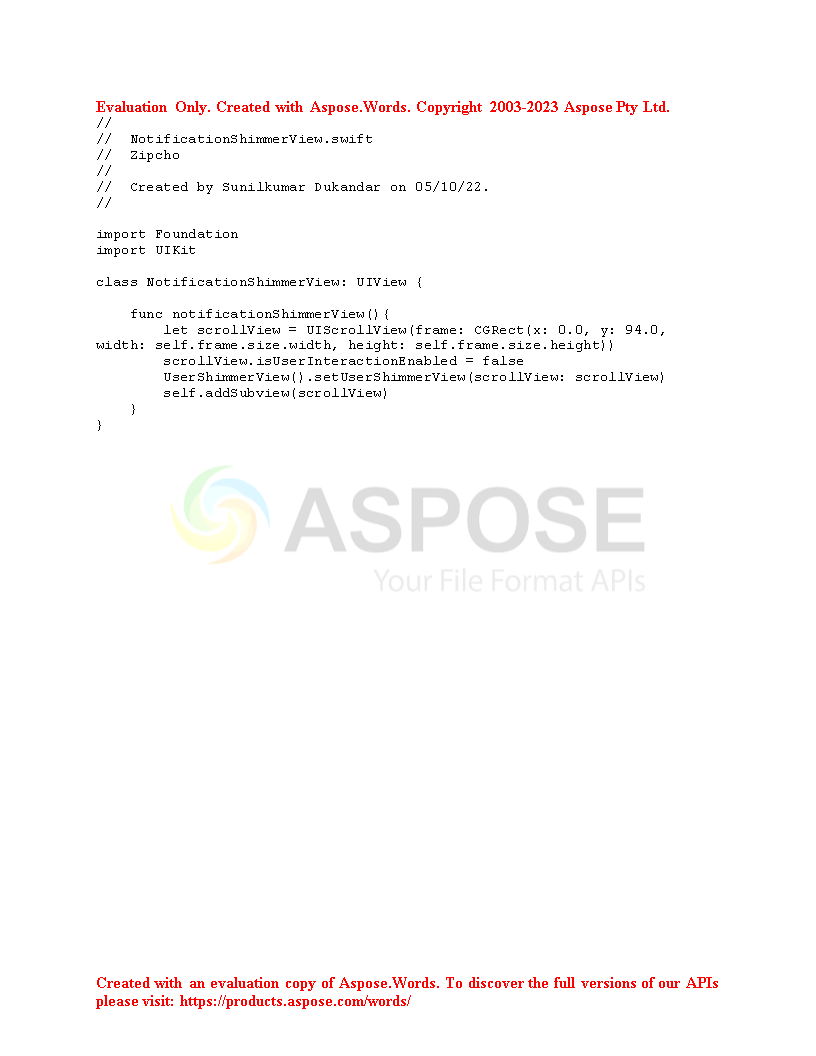 Evaluation Only. Created with Aspose.Words. Copyright 2003-2023 Aspose Pty Ltd.
//
//  NotificationShimmerView.swift
//  Zipcho
//
//  Created by Sunilkumar Dukandar on 05/10/22.
//
import Foundation
import UIKit
class NotificationShimmerView: UIView {
    func notificationShimmerView(){
        let scrollView = UIScrollView(frame: CGRect(x: 0.0, y: 94.0,
width: self.frame.size.width, height: self.frame.size.height))
        scrollView.isUserInteractionEnabled = false
        UserShimmerView().setUserShimmerView(scrollView: scrollView)
        self.addSubview(scrollView)
    }
}
ASPOSE
Your File Format APIs
Created with an evaluation copy of Aspose.Words. To discover the full versions of our APIs
please visit: https://products.aspose.com/words/